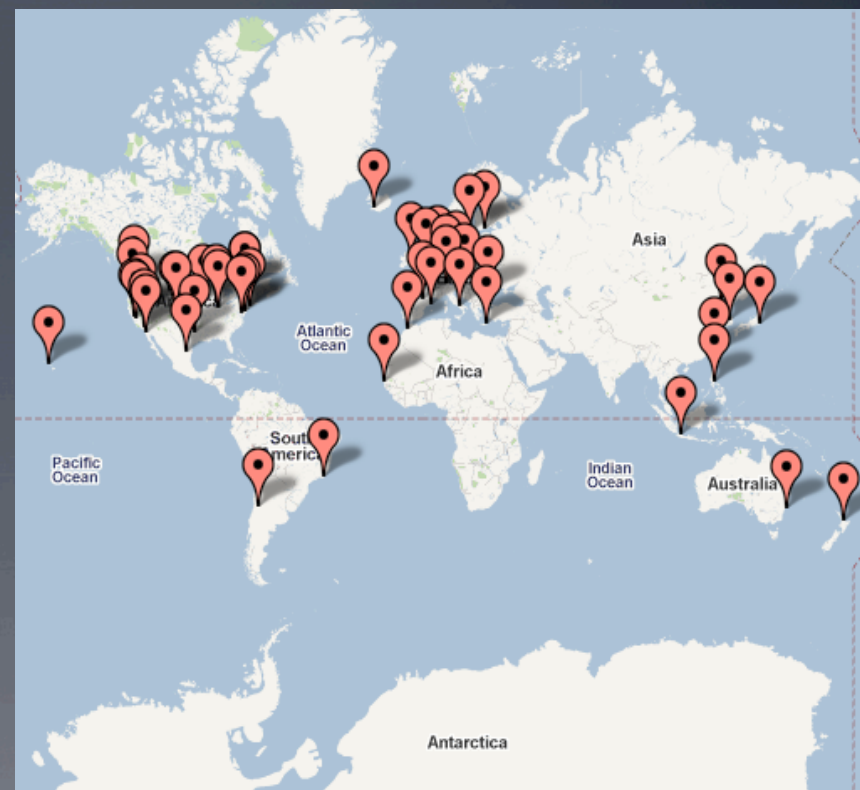 Asia
Atlantic
Ocean
Africa
South
America
Pacific
Ocean
Indian
Ocean
Australia
Antarctica